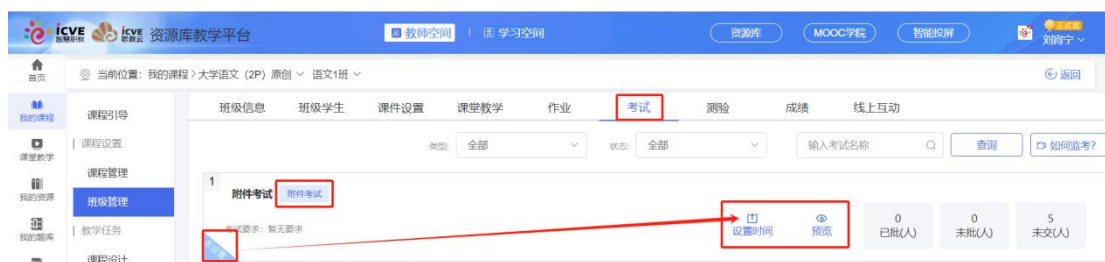 icve 智慧职教 icve 职教云 资源库教学平台 教师空间 学习空间 资源库 MOOC学院 智能投屏 正式版 刘肖宁
首页 当前位置：我的课程>大学语文（2P）原创 语文1班 返回
我的课程 课程引导 班级信息 班级学生 课件设置 课堂教学 作业 考试 测验 成绩 线上互动
课堂教学 课程设置 类型: 全部 状态: 全部 输入考试名称 查询 如何监考?
课程管理
我的资源 班级管理 1 附件考试 附件考试
我的题库 教学任务 考试要求：暂无要求 设置时间 预览 0 已批(人) 0 未批(人) 5 未交(人)
课程设计